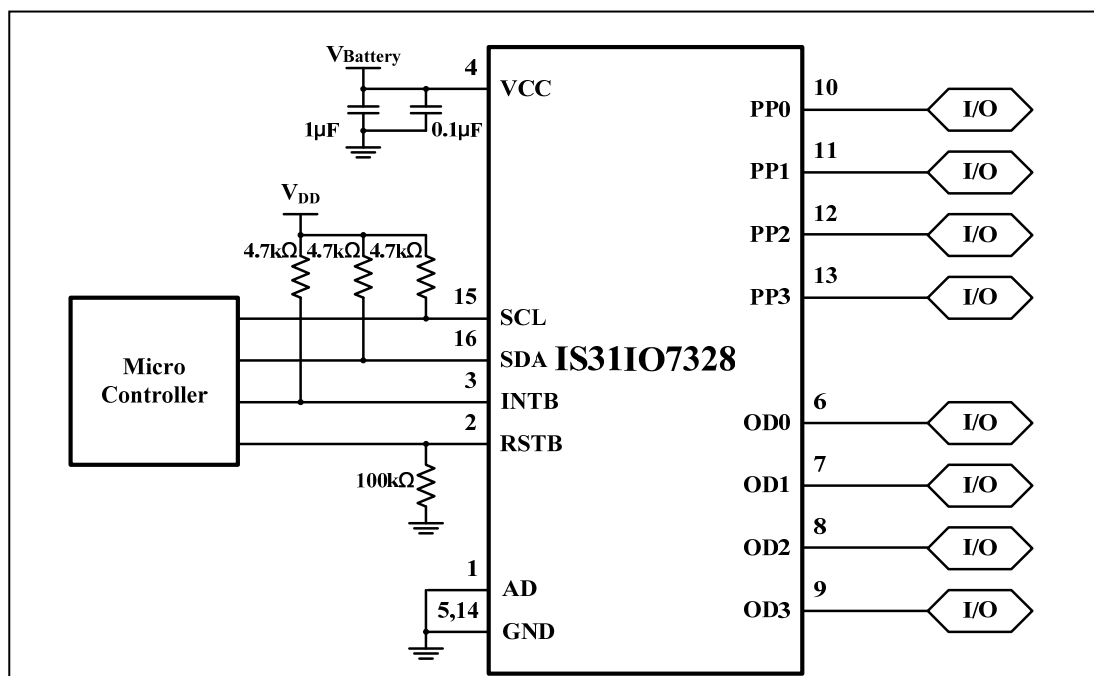 VBattery
4
VCC
1µF
0.1µF
VDD
4.7kΩ 4.7kΩ 4.7kΩ
Micro
Controller
15
SCL
16
SDA
3
INTB
2
RSTB
100kΩ
1
AD
5,14
GND
IS31IO7328
PP0
10
I/O
PP1
11
I/O
PP2
12
I/O
PP3
13
I/O
OD0
6
I/O
OD1
7
I/O
OD2
8
I/O
OD3
9
I/O